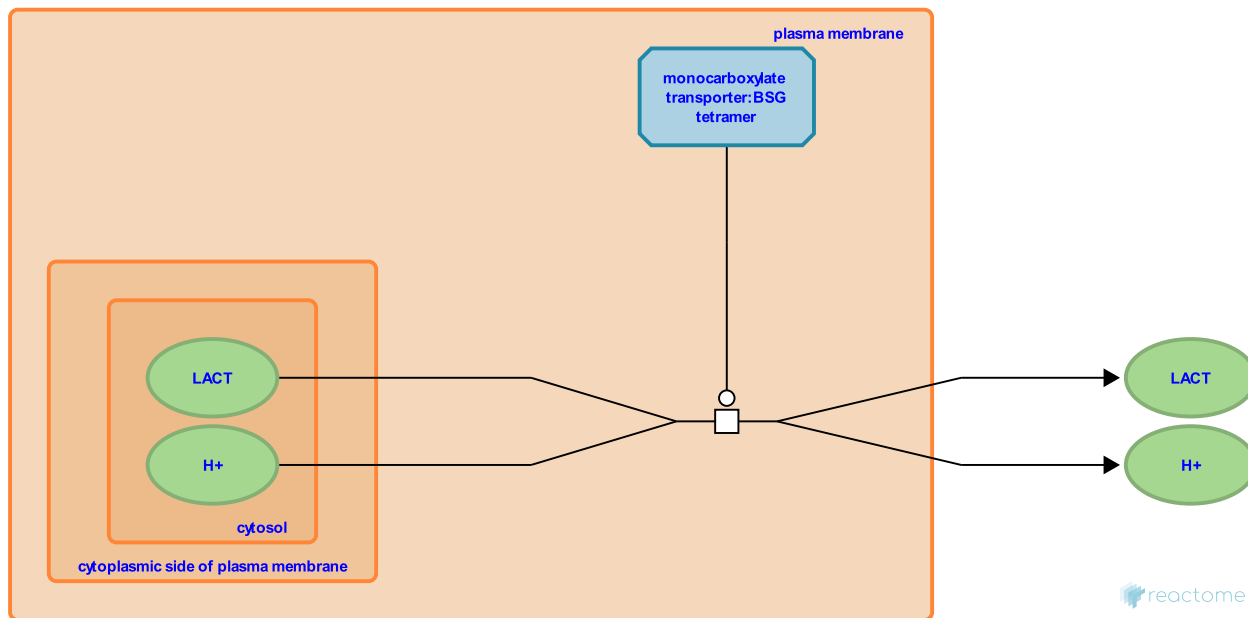 plasma membrane
monocarboxylate
transporter:BSG
tetramer
LACT
LACT
H+
H+
cytosol
cytoplasmic side of plasma membrane
reactome